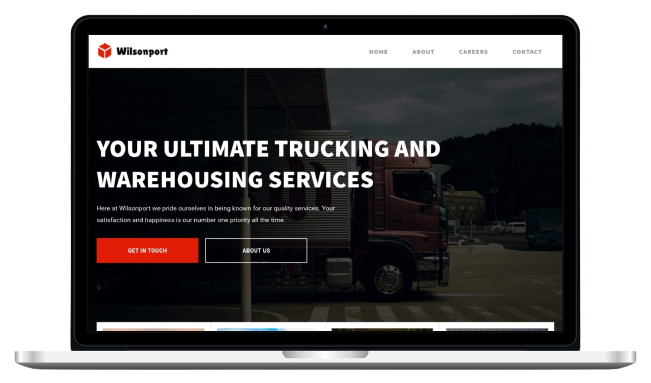 Wilsonport
HOME ABOUT CAREERS CONTACT
YOUR ULTIMATE TRUCKING AND
WAREHOUSING SERVICES
Here at Wilsonport we pride ourselves in being known for our quality services. Your
satisfaction and happiness is our number one priority all the time
GET IN TOUCH ABOUT US